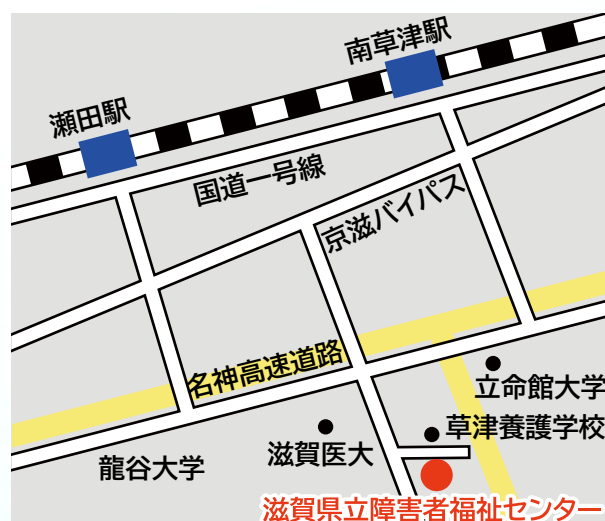 南草津駅
瀬田駅
国道一号線
京滋バイパス
名神高速道路
立命館大学
草津養護学校
滋賀医大
龍谷大学
滋賀県立障害者福祉センター